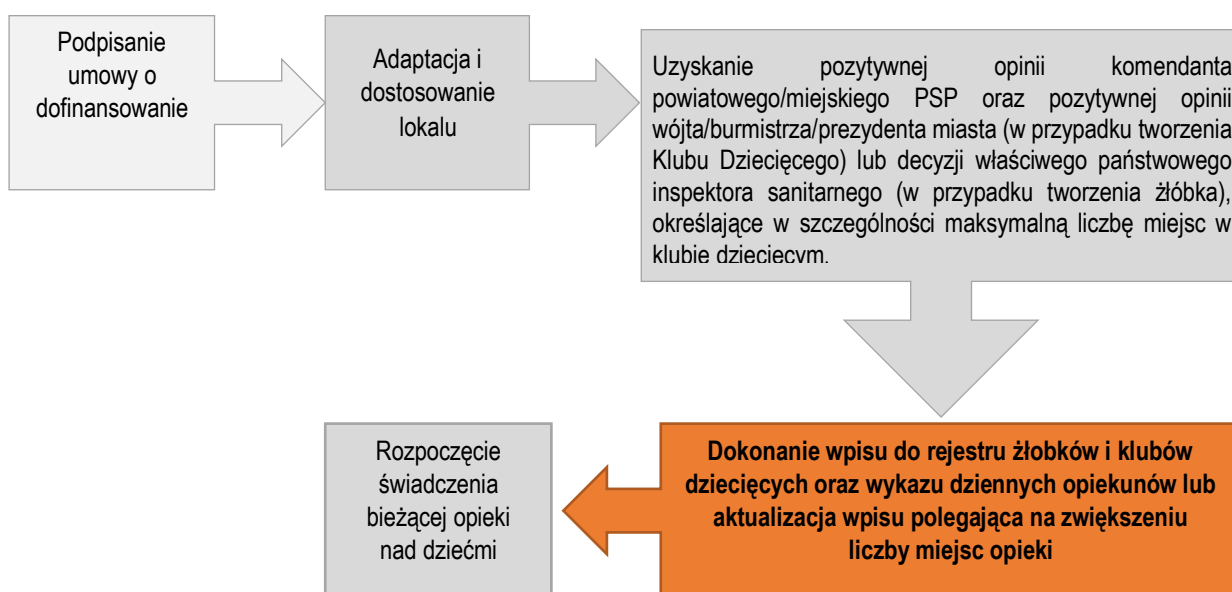 Podpisanie
umowy o
dofinansowanie
Adaptacja i
dostosowanie
lokalu
Uzyskanie pozytywnej opinii komendanta
powiatowego/miejskiego PSP oraz pozytywnej opinii
wójta/burmistrza/prezydenta miasta (w przypadku tworzenia
Klubu Dziecięcego) lub decyzji właściwego państwowego
inspektora sanitarnego (w przypadku tworzenia żłóbka),
określające w szczególności maksymalną liczbę miejsc w
klubie dziecięcym.
Dokonanie wpisu do rejestru żłobków i klubów
dziecięcych oraz wykazu dziennych opiekunów lub
aktualizacja wpisu polegająca na zwiększeniu
liczby miejsc opieki
Rozpoczęcie
świadczenia
bieżącej opieki
nad dziećmi